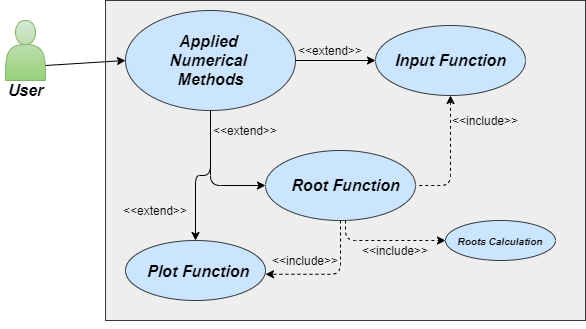 User
Applied
Numerical
Methods
<<extend>>
Input Function
<<extend>>
<<include>>
Root Function
<<extend>>
<<include>>
<<include>>
Roots Calculation
Plot Function